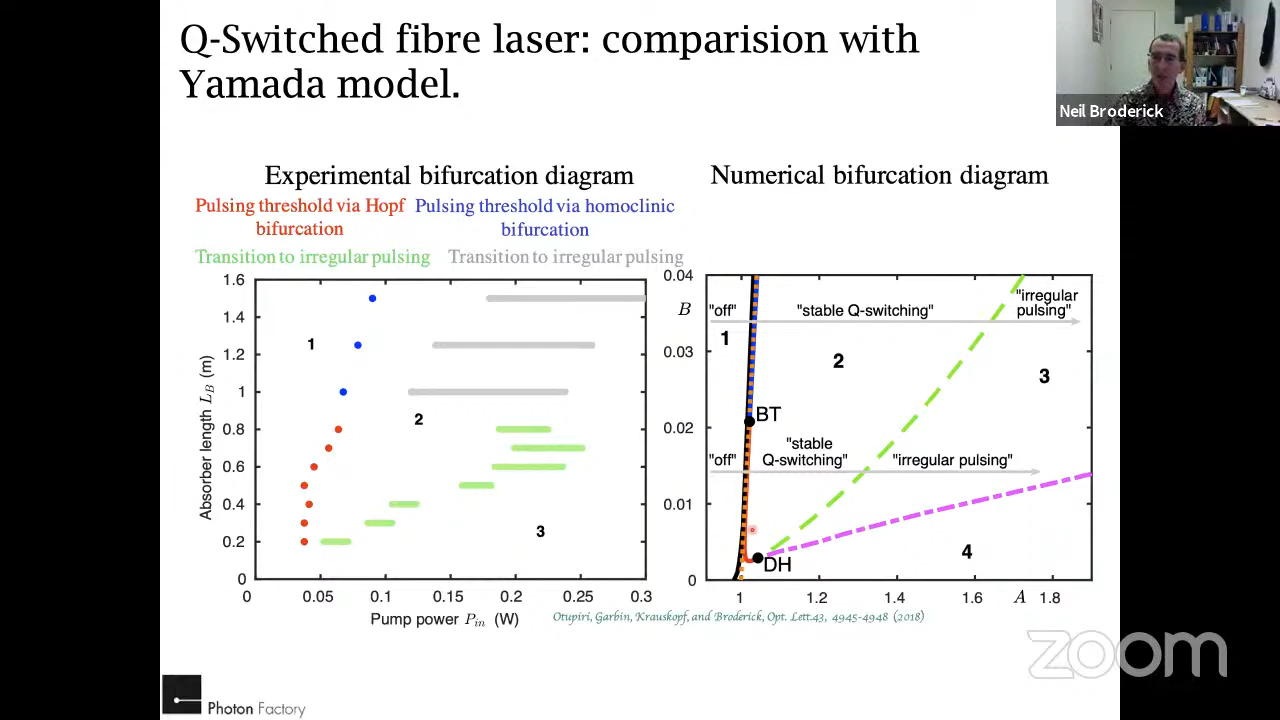 Q-Switched fibre laser: comparision with
Yamada model.
Neil Broderick
Experimental bifurcation diagram
Pulsing threshold via Hopf
bifurcation
Pulsing threshold via homoclinic
bifurcation
Transition to irregular pulsing
Transition to irregular pulsing
1.6
1.4
1.2
1
0.8
0.6
0.4
0.2
0
Absorber length L_B (m)
1
2
3
0
0.05
0.1
0.15
0.2
0.25
0.3
Pump power P_in (W)
Numerical bifurcation diagram
0.04
B
0.03
0.02
0.01
0
"off"
"stable Q-switching"
"irregular
pulsing"
1
2
3
BT
"off"
"stable
Q-switching"
"irregular pulsing"
4
DH
1
1.2
1.4
1.6
A
1.8
Otupiri, Garbin, Krauskopf, and Broderick, Opt. Lett.43, 4945-4948 (2018)
zoom
Photon Factory